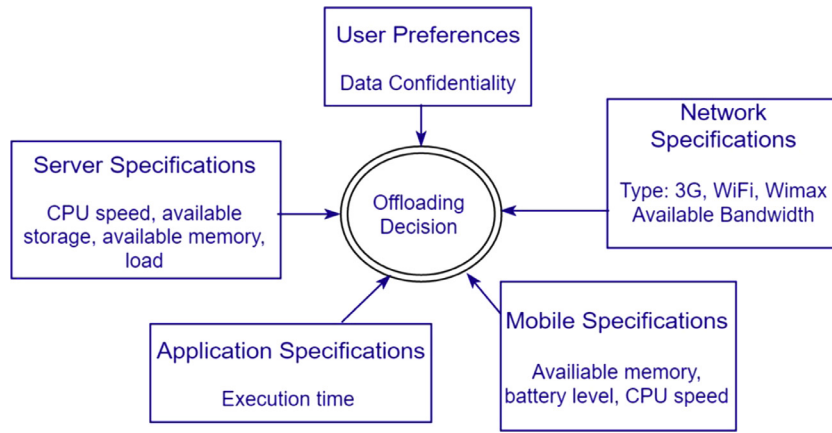 User Preferences
Data Confidentiality
Network
Specifications
Type: 3G, WiFi, Wimax
Available Bandwidth
Server Specifications
CPU speed, available
storage, available memory,
load
Offloading
Decision
Application Specifications
Execution time
Mobile Specifications
Availiable memory,
battery level, CPU speed